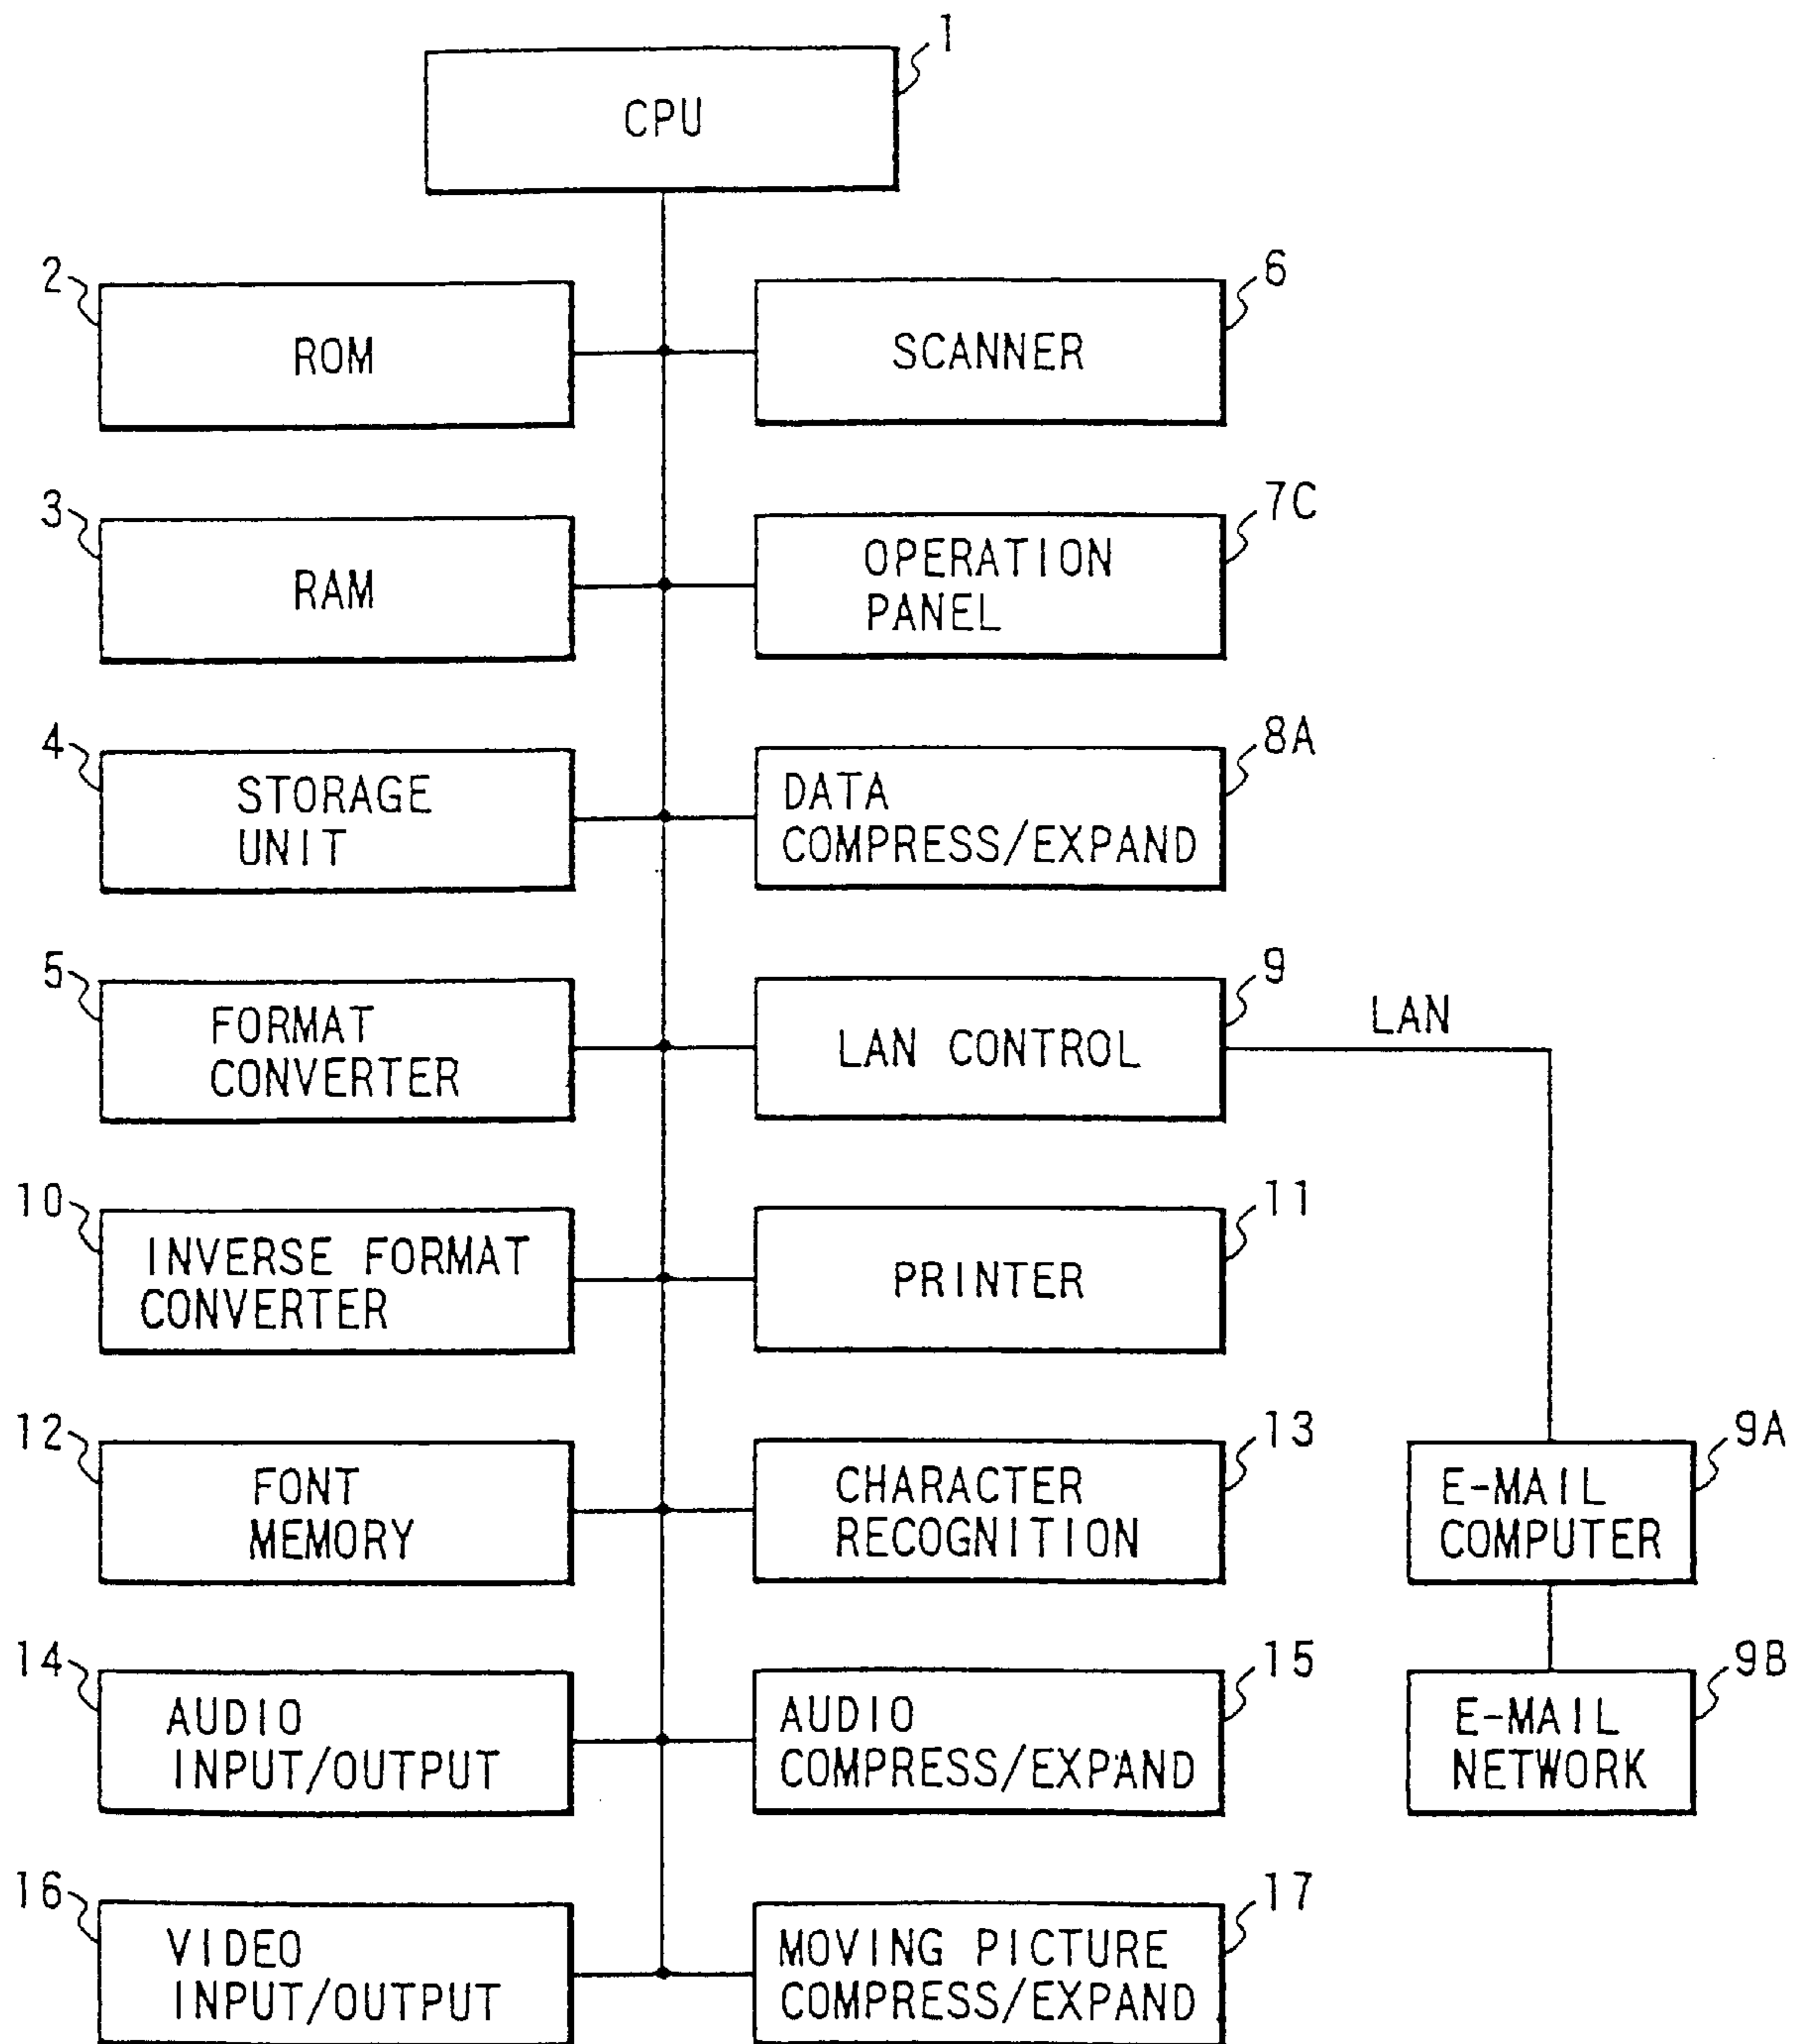 1
CPU
2
ROM
6
SCANNER
3
RAM
7C
OPERATION
PANEL
4
STORAGE
UNIT
8A
DATA
COMPRESS/EXPAND
5
FORMAT
CONVERTER
9
LAN CONTROL
LAN
10
INVERSE FORMAT
CONVERTER
11
PRINTER
12
FONT
MEMORY
13
CHARACTER
RECOGNITION
9A
E-MAIL
COMPUTER
14
AUDIO
INPUT/OUTPUT
15
AUDIO
COMPRESS/EXPAND
9B
E-MAIL
NETWORK
16
VIDEO
INPUT/OUTPUT
17
MOVING PICTURE
COMPRESS/EXPAND